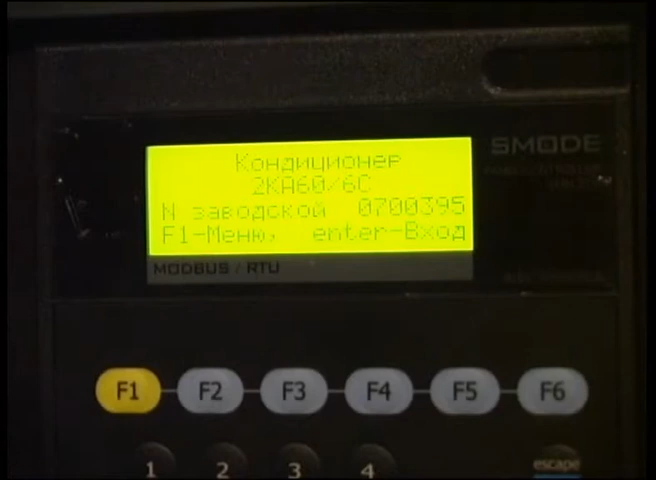 SMODE
Кондиционер
2КА60/6С
N заводской 0700395
F1-Меню, enter-Вход
MODBUS / RTU
F1 F2 F3 F4 F5 F6
1 2 3 4 escape